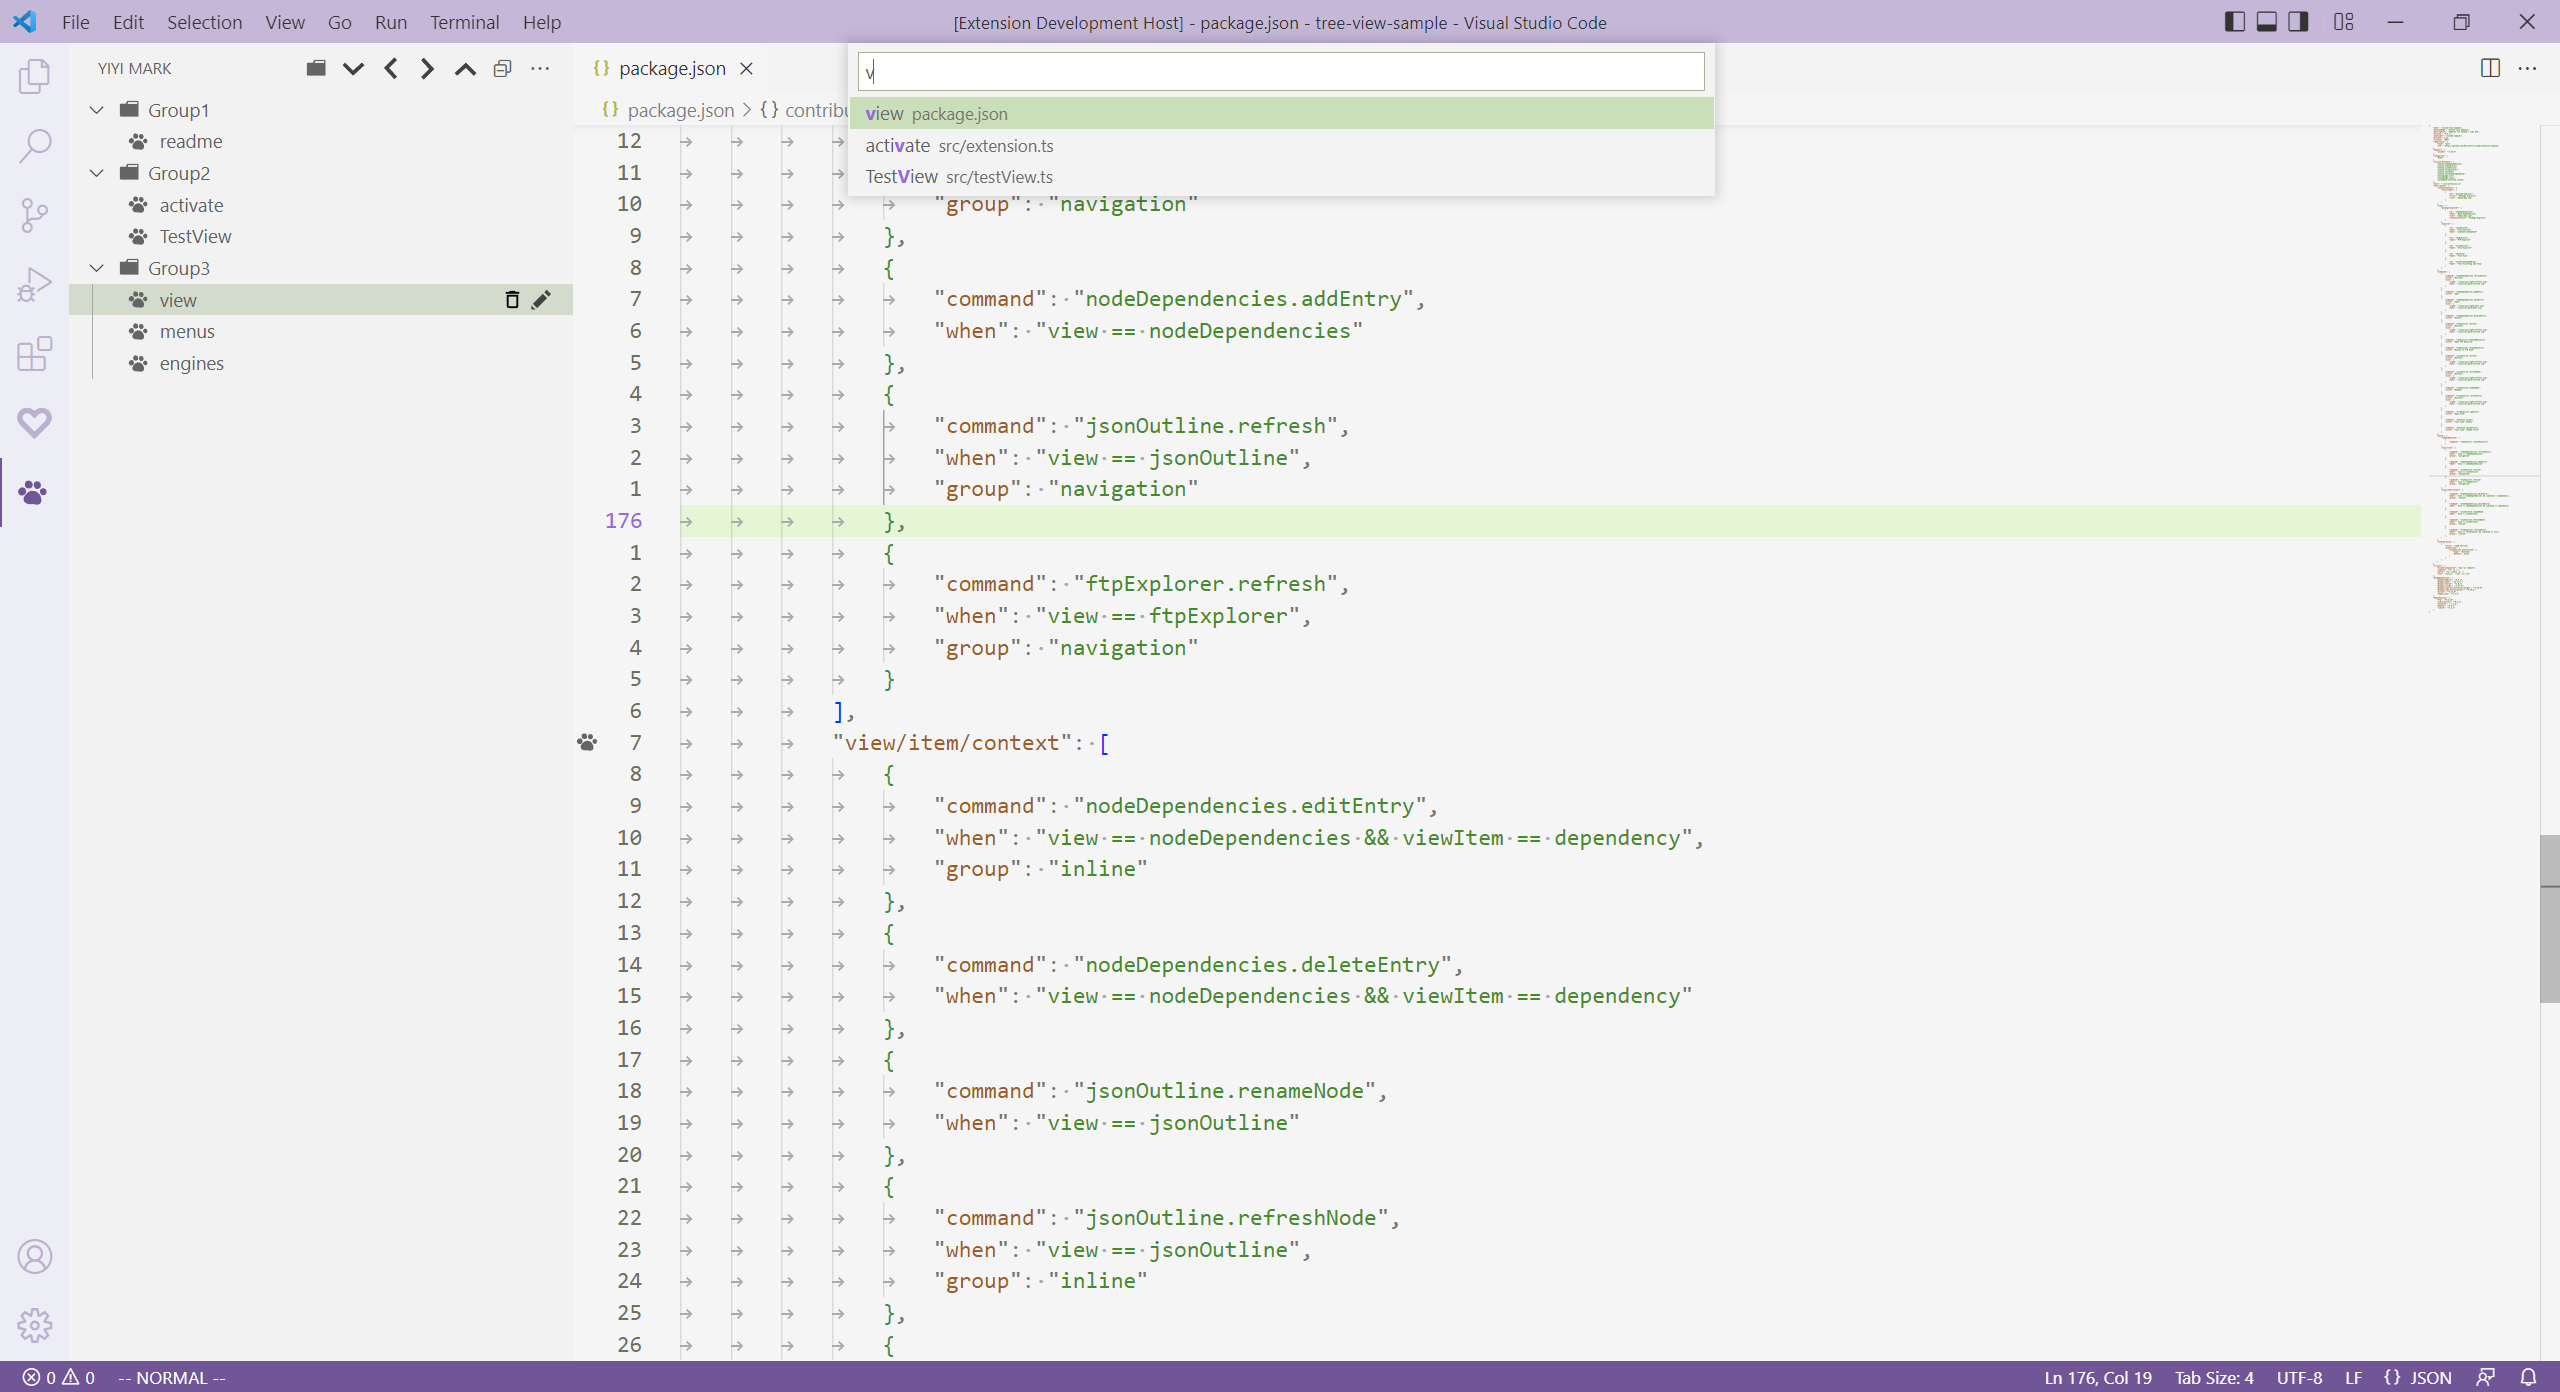 File Edit Selection View Go Run Terminal Help
[Extension Development Host] - package.json - tree-view-sample - Visual Studio Code
YIYI MARK
Group1
readme
Group2
activate
TestView
Group3
view
menus
engines
{} package.json
{} package.json > {} contribu
v
view package.json
activate src/extension.ts
TestView src/testView.ts
12
11
10 "group": "navigation"
9 },
8 {
7 "command": "nodeDependencies.addEntry",
6 "when": "view == nodeDependencies"
5 },
4 {
3 "command": "jsonOutline.refresh",
2 "when": "view == jsonOutline",
1 "group": "navigation"
176 },
1 {
2 "command": "ftpExplorer.refresh",
3 "when": "view == ftpExplorer",
4 "group": "navigation"
5 }
6 ],
7 "view/item/context": [
8 {
9 "command": "nodeDependencies.editEntry",
10 "when": "view == nodeDependencies && viewItem == dependency",
11 "group": "inline"
12 },
13 {
14 "command": "nodeDependencies.deleteEntry",
15 "when": "view == nodeDependencies && viewItem == dependency"
16 },
17 {
18 "command": "jsonOutline.renameNode",
19 "when": "view == jsonOutline"
20 },
21 {
22 "command": "jsonOutline.refreshNode",
23 "when": "view == jsonOutline",
24 "group": "inline"
25 },
26 {
0 0 -- NORMAL --
Ln 176, Col 19 Tab Size: 4 UTF-8 LF {} JSON